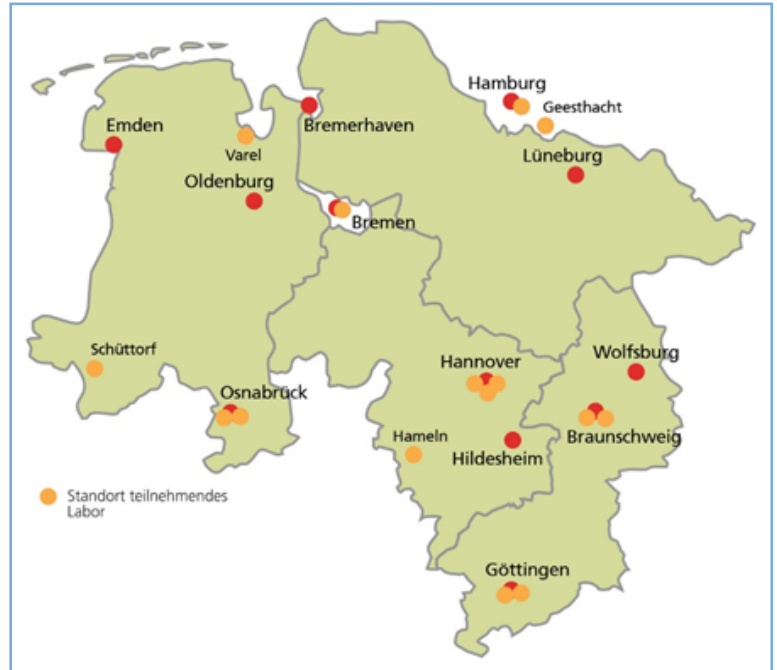 Hamburg
Geesthacht
Emden
Bremerhaven
Varel
Lüneburg
Oldenburg
Bremen
Schüttorf
Hannover
Wolfsburg
Osnabrück
Hameln
Braunschweig
Hildesheim
Standort teilnehmendes
Labor
Göttingen